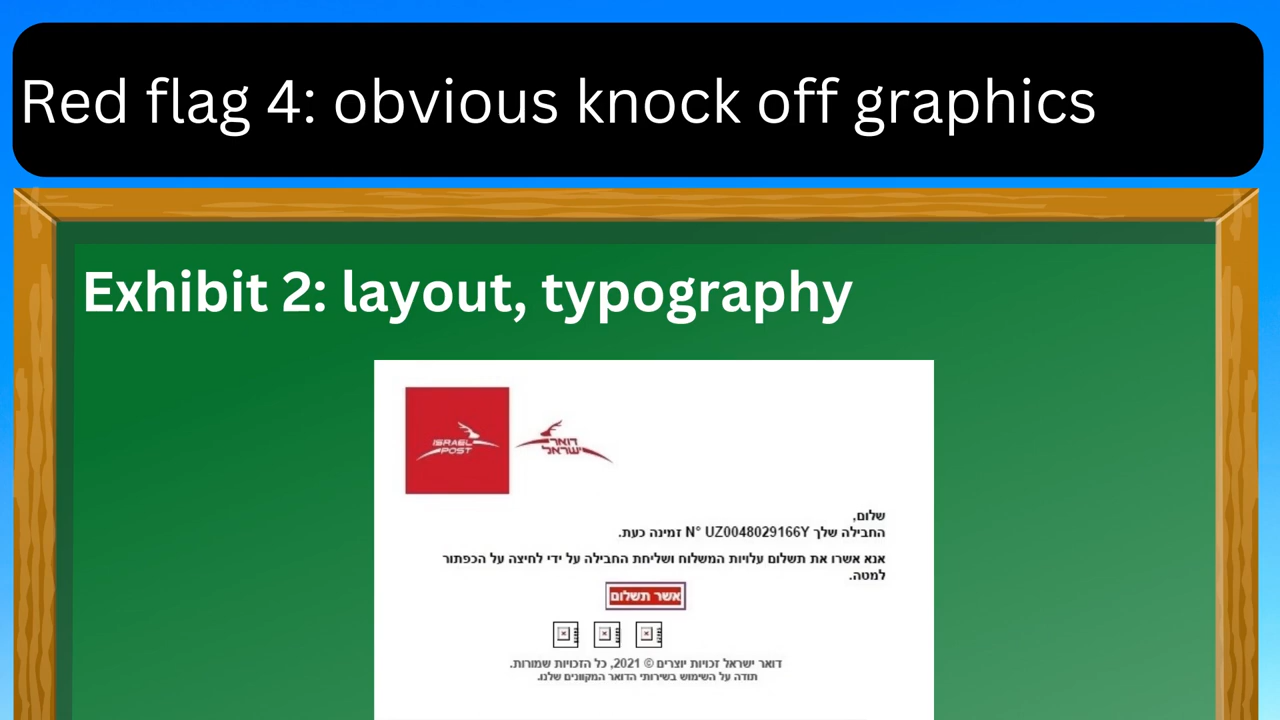 Red flag 4: obvious knock off graphics
Exhibit 2: layout, typography
ISRAEL
POST
דואר
ישראל
שלום,
החבילה שלך N° UZ0048029166Y זמינה כעת.
אנא אשרו את תשלום עלויות המשלוח ושליחת החבילה על ידי לחיצה על הכפתור
למטה.
אשר תשלום
דואר ישראל זכויות יוצרים © 2021, כל הזכויות שמורות.
תודה על השימוש בשירותי הדואר המקוונים שלנו.